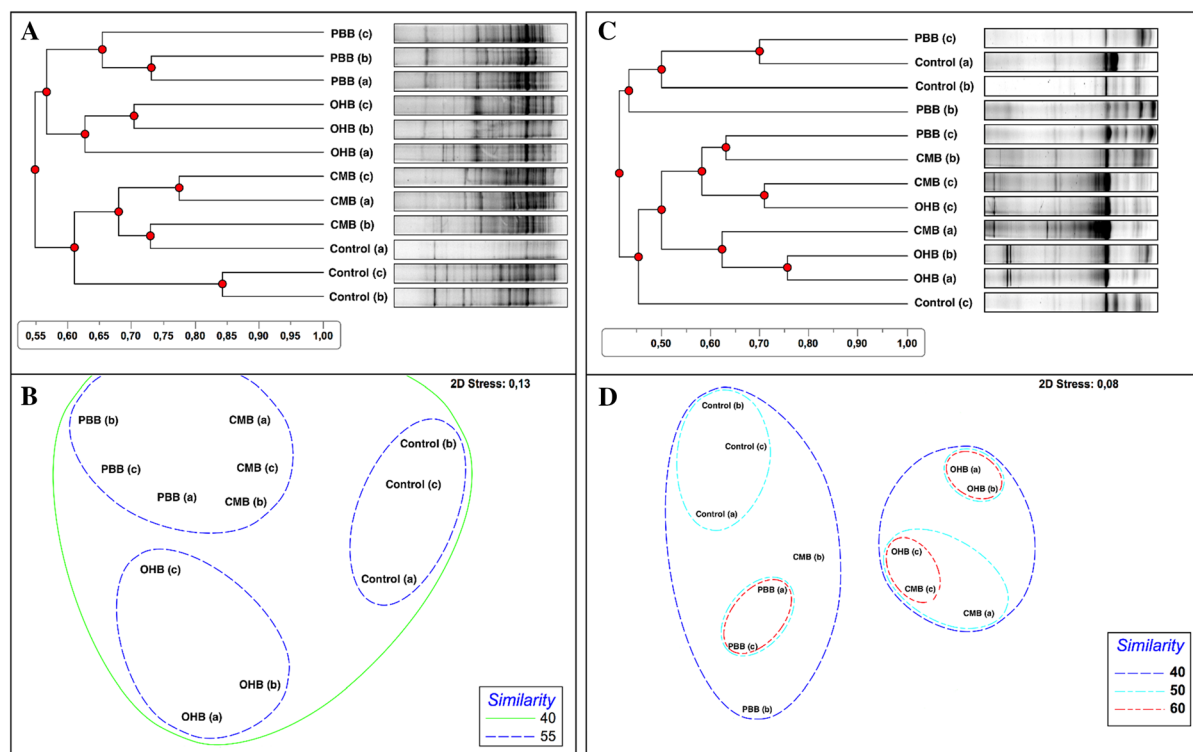 A
PBB (c)
PBB (b)
PBB (a)
OHB (c)
OHB (b)
OHB (a)
CMB (c)
CMB (a)
CMB (b)
Control (a)
Control (c)
Control (b)
0,55 0,60 0,65 0,70 0,75 0,80 0,85 0,90 0,95 1,00
B
2D Stress: 0,13
PBB (b)
CMB (a)
PBB (c)
CMB (c)
PBB (a)
CMB (b)
Control (b)
Control (c)
Control (a)
OHB (c)
OHB (b)
OHB (a)
Similarity
40
55
C
PBB (c)
Control (a)
Control (b)
PBB (b)
PBB (c)
CMB (b)
CMB (c)
OHB (c)
CMB (a)
OHB (b)
OHB (a)
Control (c)
0,50 0,60 0,70 0,80 0,90 1,00
D
2D Stress: 0,08
Control (b)
Control (c)
Control (a)
CMB (b)
PBB (a)
PBB (c)
PBB (b)
OHB (a)
OHB (b)
OHB (c)
CMB (c)
CMB (a)
Similarity
40
50
60